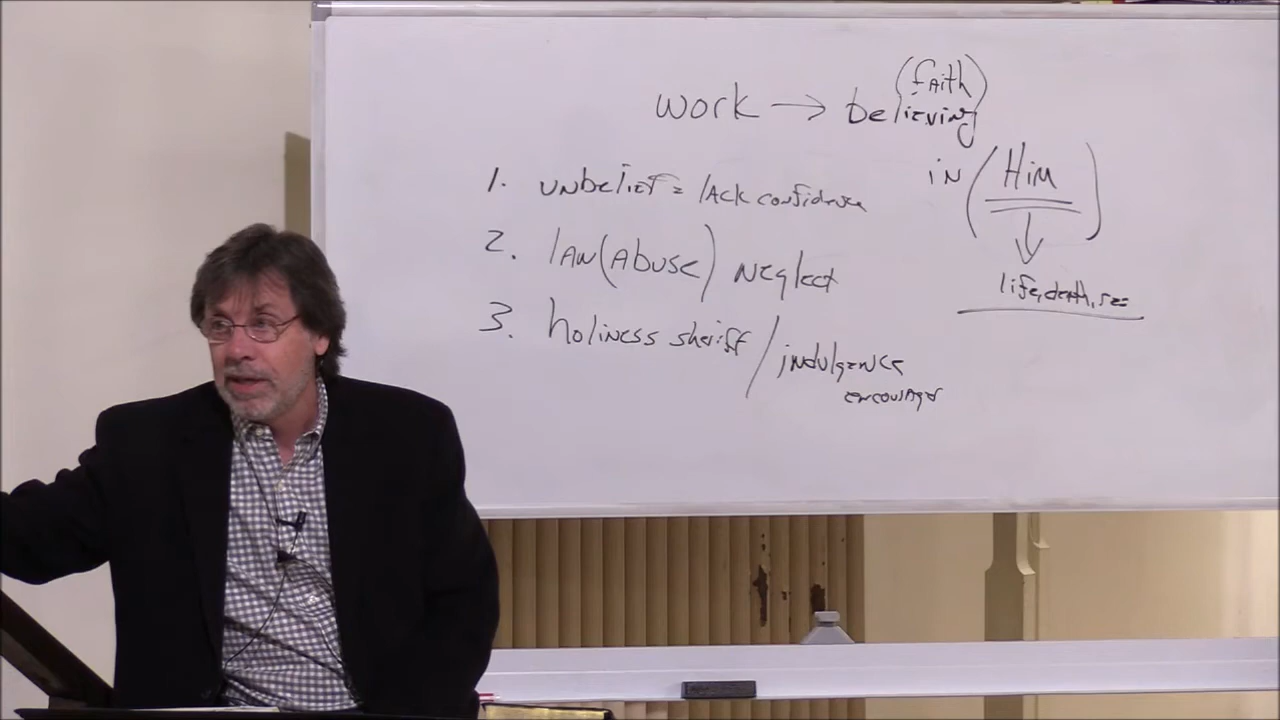 (faith)
work → believing
in (Him)
1. unbelief = lack confidence
2. law (abuse) neglect
life, death, res
3. holiness sheriff / indulgence
encouraged